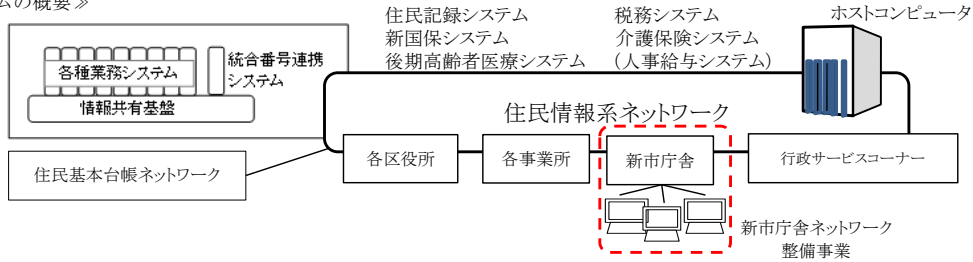 ムの概要≫
住民記録システム
新国保システム
後期高齢者医療システム
税務システム
介護保険システム
(人事給与システム)
ホストコンピュータ
各種業務システム
統合番号連携
システム
情報共有基盤
住民情報系ネットワーク
住民基本台帳ネットワーク
各区役所
各事業所
新市庁舎
行政サービスコーナー
新市庁舎ネットワーク
整備事業